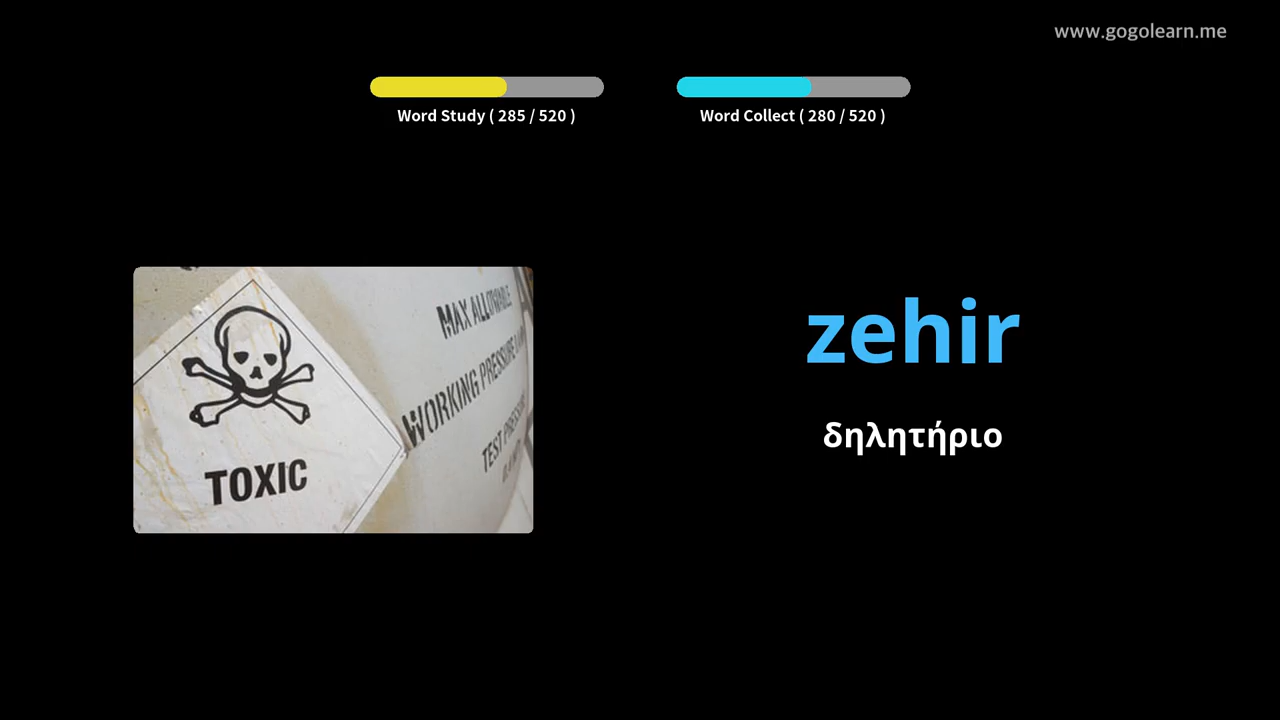 www.gogolearn.me
Word Study ( 285 / 520 )
Word Collect ( 280 / 520 )
MAX ALLOWABLE
WORKING PRESSURE
TEST
TOXIC
zehir
δηλητήριο